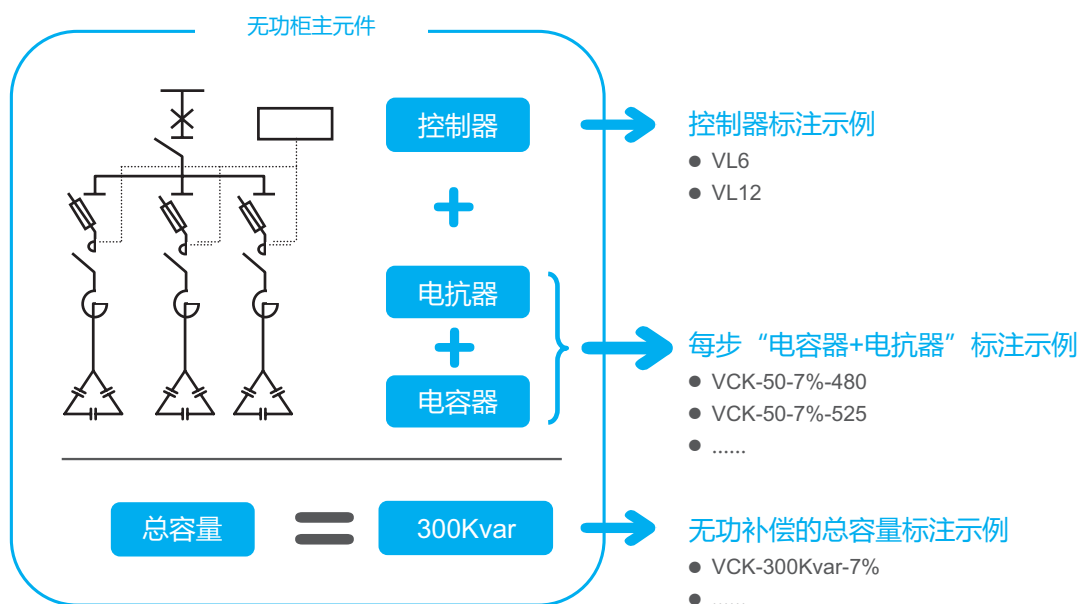 无功柜主元件
控制器
控制器标注示例
● VL6
● VL12
+
电抗器
+
电容器
每步“电容器+电抗器”标注示例
● VCK-50-7%-480
● VCK-50-7%-525
● ......
总容量 = 300Kvar
无功补偿的总容量标注示例
● VCK-300Kvar-7%
● ......